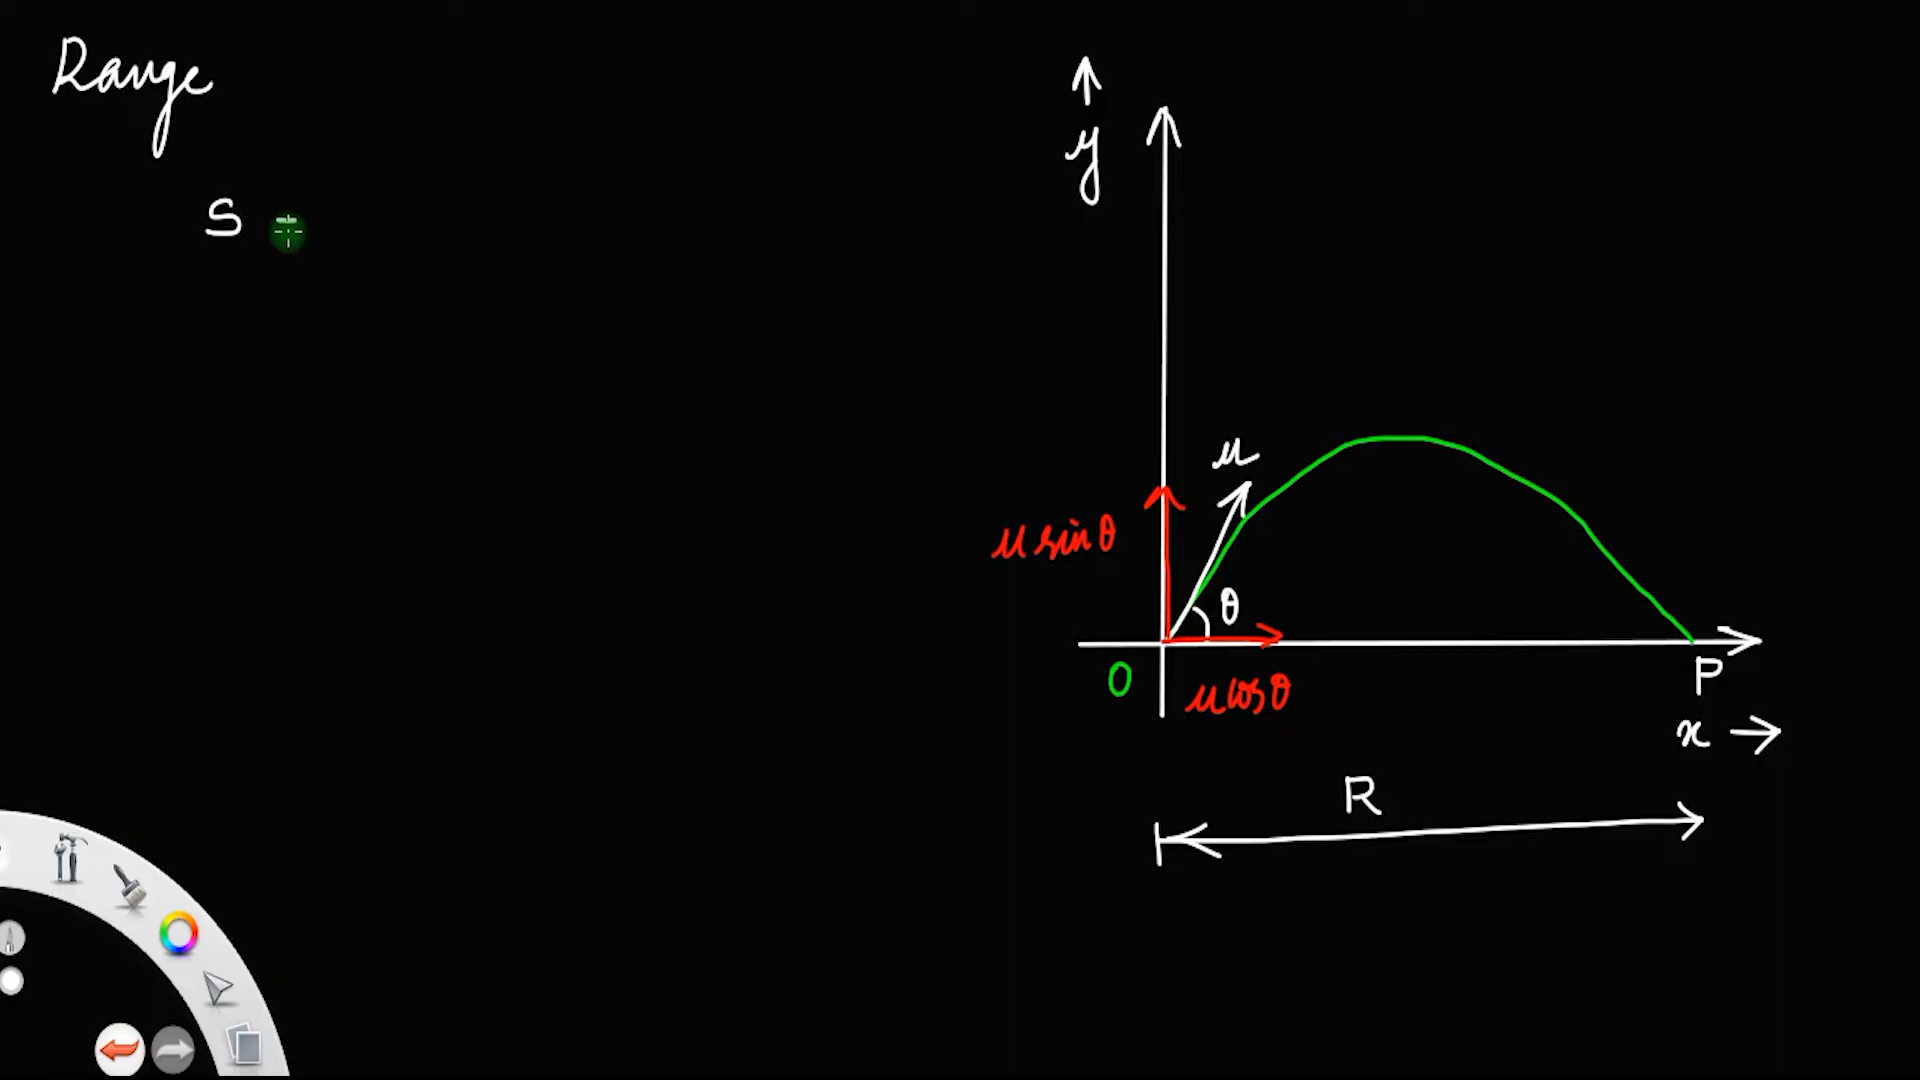 Range
S =
↑
y
u
u sin θ
θ
O
u cos θ
P
x →
R